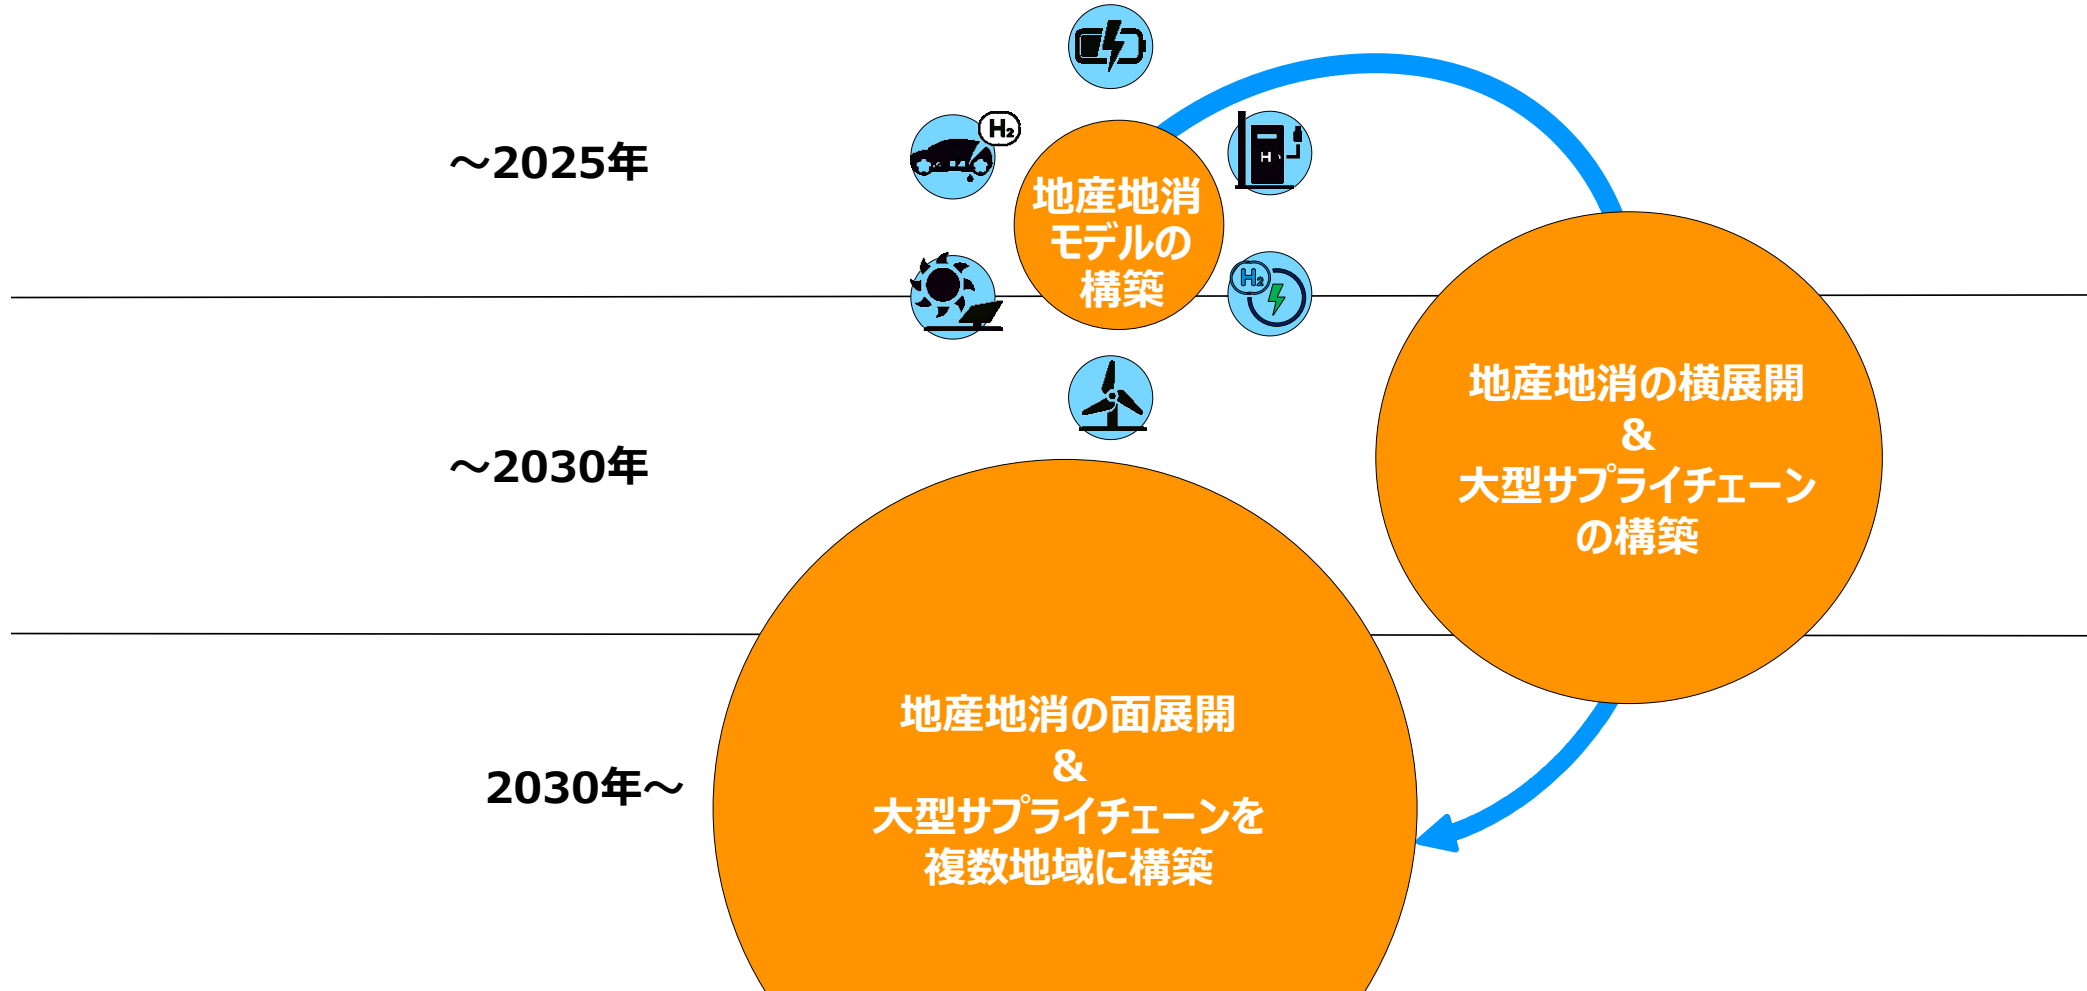 ～2025年
H₂
H
地産地消
モデルの
構築
H₂
～2030年
地産地消の横展開
&
大型サプライチェーン
の構築
2030年～
地産地消の面展開
&
大型サプライチェーンを
複数地域に構築